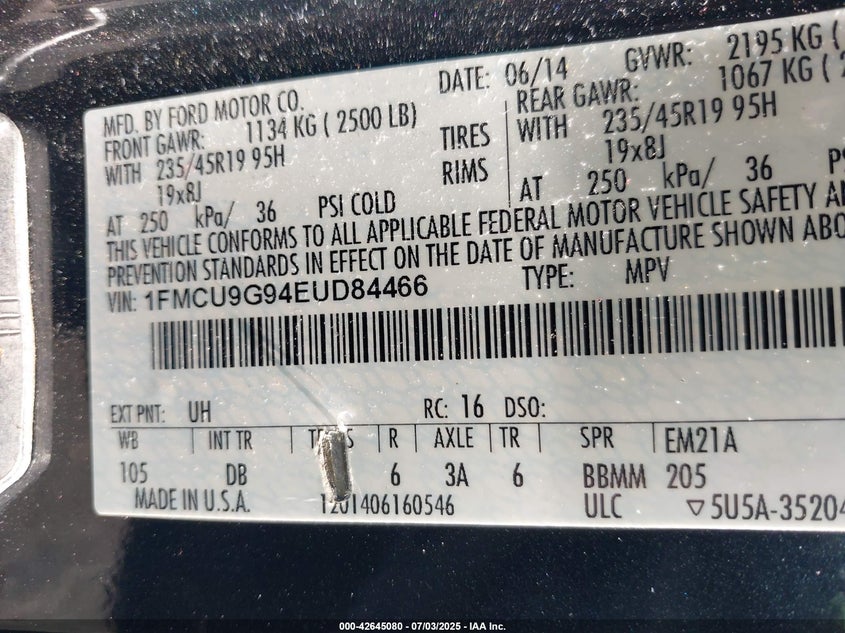 MFD. BY FORD MOTOR CO. DATE: 06/14 GVWR: 2195 KG (
FRONT GAWR: 1134 KG ( 2500 LB) REAR GAWR: 1067 KG (
WITH 235/45R19 95H TIRES WITH 235/45R19 95H
19x8J RIMS 19x8J
AT 250 kPa/ 36 PSI COLD AT 250 kPa/ 36
THIS VEHICLE CONFORMS TO ALL APPLICABLE FEDERAL MOTOR VEHICLE SAFETY
PREVENTION STANDARDS IN EFFECT ON THE DATE OF MANUFACTURE SHOWN
VIN: 1FMCU9G94EUD84466 TYPE: MPV
EXT PNT: UH RC: 16 DSO:
WB INT TR R AXLE TR SPR EM21A
105 DB 6 3A 6 BBMM 205
MADE IN U.S.A. 1201406160546 ULC ▽5U5A-35204
000-42645080 - 07/03/2025 - IAA Inc.